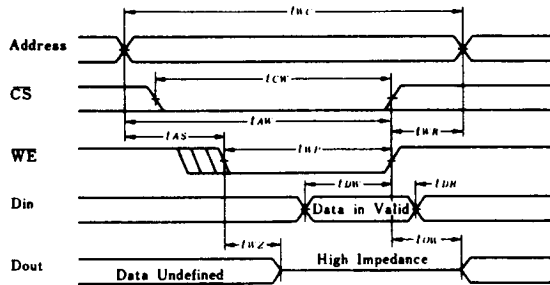 tWC
Address
tCW
CS
tAW
tAS
tWR
tWP
WE
tDW
tDH
Din
Data in Valid
tWZ
tOW
Dout
High Impedance
Data Undefined